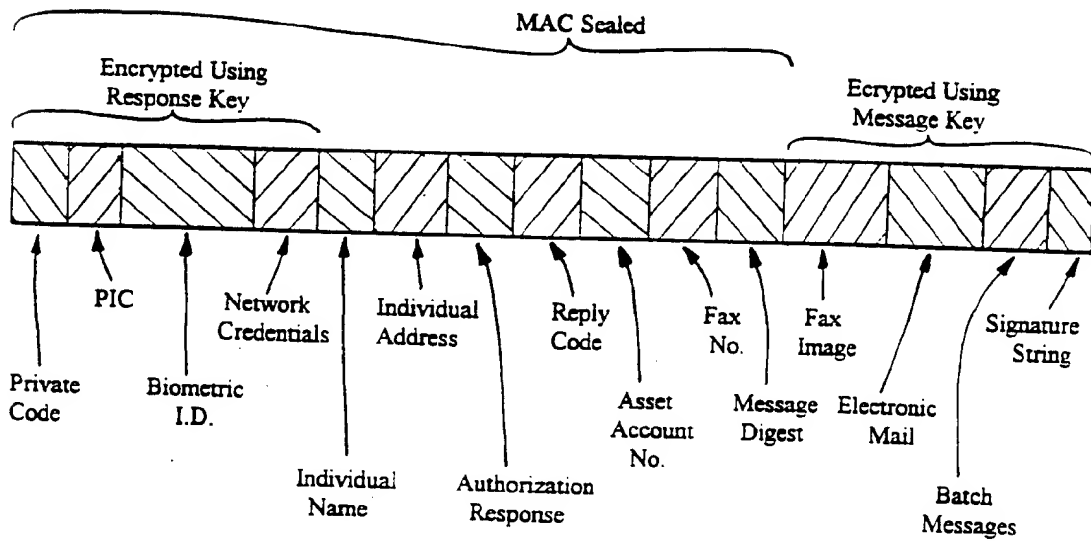 MAC Sealed
Encrypted Using
Response Key
Ecrypted Using
Message Key
PIC
Network
Credentials
Individual
Address
Reply
Code
Fax
No.
Fax
Image
Signature
String
Private
Code
Biometric
I.D.
Asset
Account
No.
Message
Digest
Electronic
Mail
Individual
Name
Authorization
Response
Batch
Messages